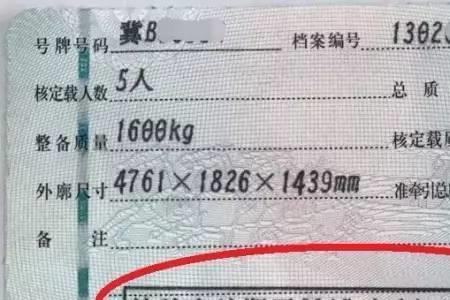 号牌号码 冀B 档案编号 1302
核定载人数 5人 总 质
整备质量 1600kg 核定载
外廓尺寸 4761×1826×1439mm 准牵引总
备 注